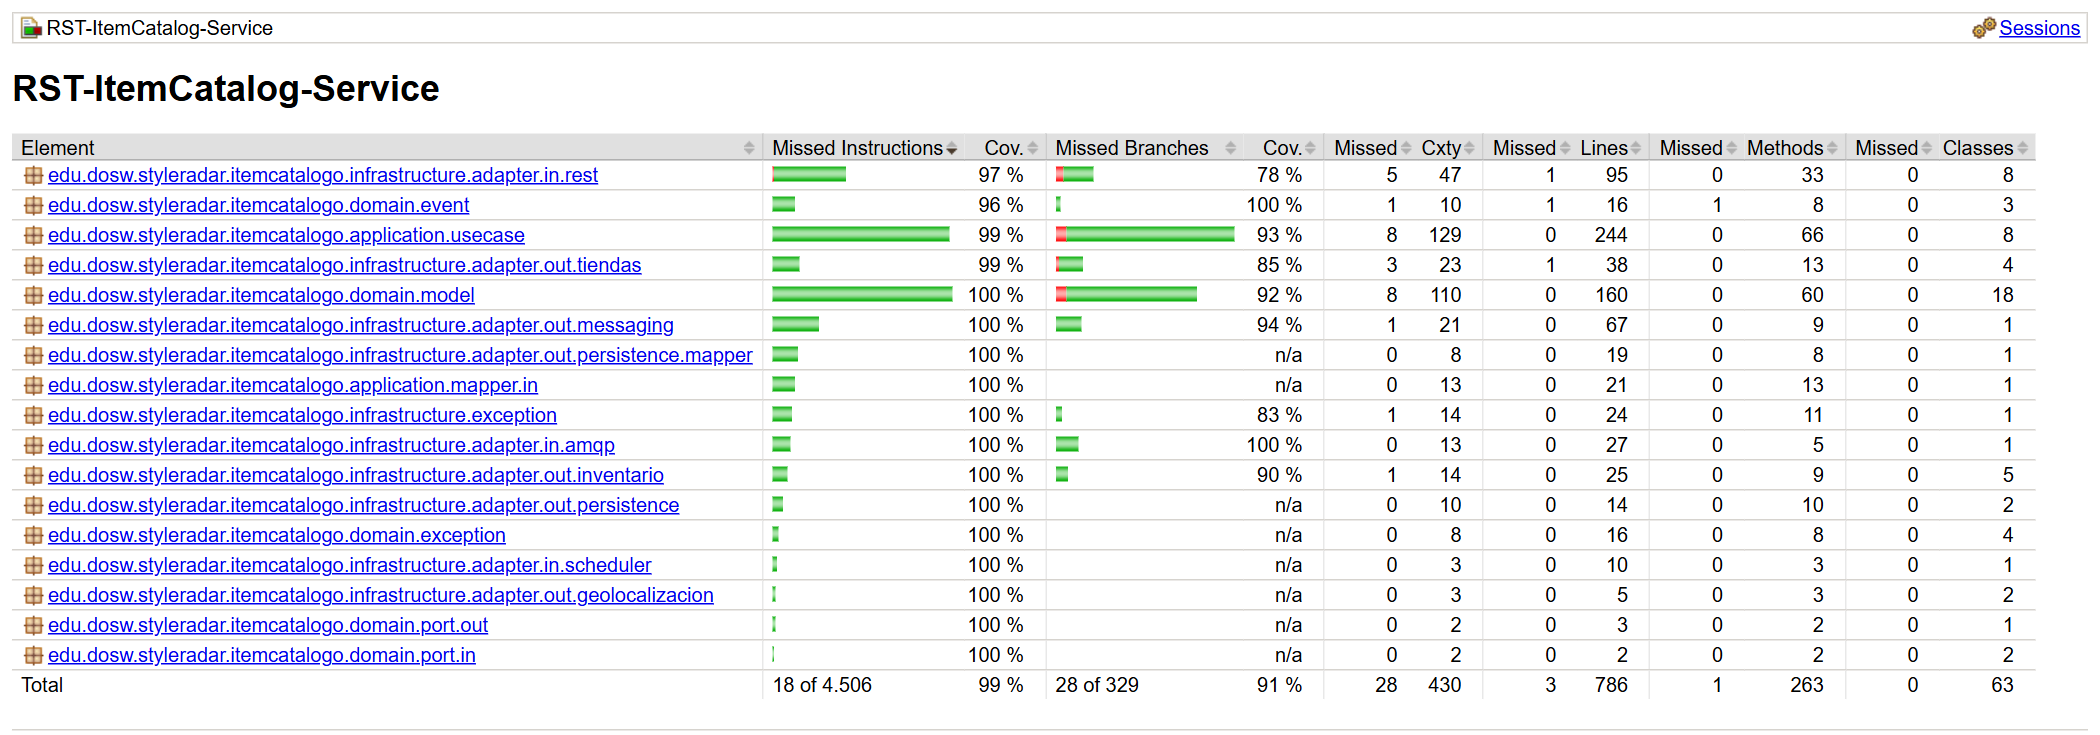 RST-ItemCatalog-Service Sessions
RST-ItemCatalog-Service
Element Missed Instructions Cov. Missed Branches Cov. Missed Cxty Missed Lines Missed Methods Missed Classes
edu.dosw.styleradar.itemcatalogo.infrastructure.adapter.in.rest 97 % 78 % 5 47 1 95 0 33 0 8
edu.dosw.styleradar.itemcatalogo.domain.event 96 % 100 % 1 10 1 16 1 8 0 3
edu.dosw.styleradar.itemcatalogo.application.usecase 99 % 93 % 8 129 0 244 0 66 0 8
edu.dosw.styleradar.itemcatalogo.infrastructure.adapter.out.tiendas 99 % 85 % 3 23 1 38 0 13 0 4
edu.dosw.styleradar.itemcatalogo.domain.model 100 % 92 % 8 110 0 160 0 60 0 18
edu.dosw.styleradar.itemcatalogo.infrastructure.adapter.out.messaging 100 % 94 % 1 21 0 67 0 9 0 1
edu.dosw.styleradar.itemcatalogo.infrastructure.adapter.out.persistence.mapper 100 % n/a 0 8 0 19 0 8 0 1
edu.dosw.styleradar.itemcatalogo.application.mapper.in 100 % n/a 0 13 0 21 0 13 0 1
edu.dosw.styleradar.itemcatalogo.infrastructure.exception 100 % 83 % 1 14 0 24 0 11 0 1
edu.dosw.styleradar.itemcatalogo.infrastructure.adapter.in.amqp 100 % 100 % 0 13 0 27 0 5 0 1
edu.dosw.styleradar.itemcatalogo.infrastructure.adapter.out.inventario 100 % 90 % 1 14 0 25 0 9 0 5
edu.dosw.styleradar.itemcatalogo.infrastructure.adapter.out.persistence 100 % n/a 0 10 0 14 0 10 0 2
edu.dosw.styleradar.itemcatalogo.domain.exception 100 % n/a 0 8 0 16 0 8 0 4
edu.dosw.styleradar.itemcatalogo.infrastructure.adapter.in.scheduler 100 % n/a 0 3 0 10 0 3 0 1
edu.dosw.styleradar.itemcatalogo.infrastructure.adapter.out.geolocalizacion 100 % n/a 0 3 0 5 0 3 0 2
edu.dosw.styleradar.itemcatalogo.domain.port.out 100 % n/a 0 2 0 3 0 2 0 1
edu.dosw.styleradar.itemcatalogo.domain.port.in 100 % n/a 0 2 0 2 0 2 0 2
Total 18 of 4.506 99 % 28 of 329 91 % 28 430 3 786 1 263 0 63